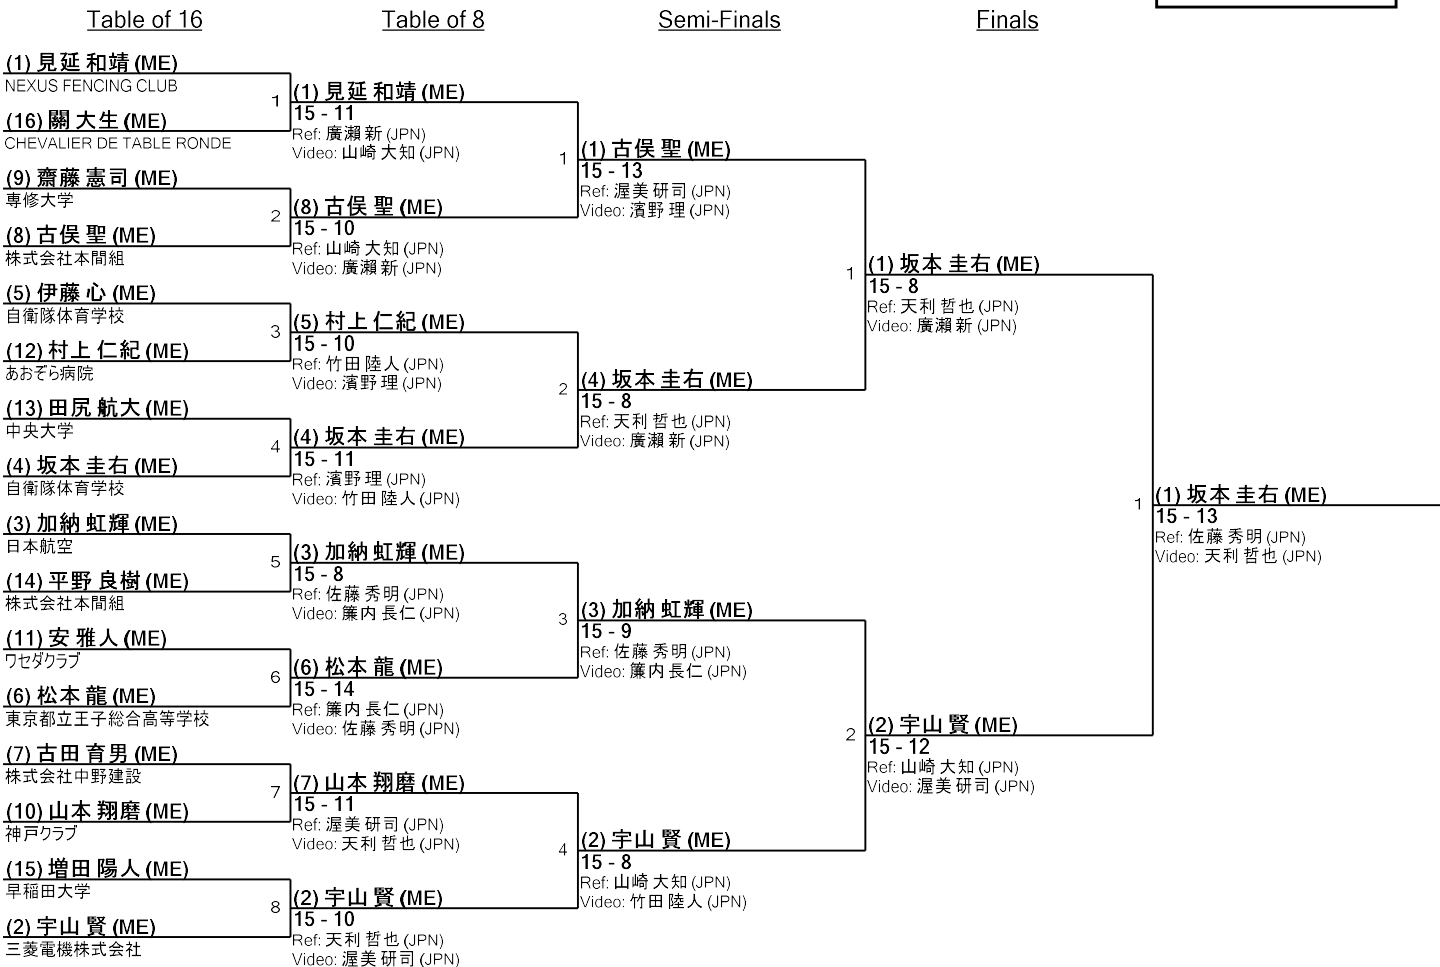 Table of 16
Table of 8
Semi-Finals
Finals
(1) 見延 和靖 (ME)
NEXUS FENCING CLUB
1
(16) 關 大生 (ME)
CHEVALIER DE TABLE RONDE
(9) 齋藤 憲司 (ME)
専修大学
2
(8) 古俣 聖 (ME)
株式会社本間組
(5) 伊藤 心 (ME)
自衛隊体育学校
3
(12) 村上 仁紀 (ME)
あおぞら病院
(13) 田尻 航大 (ME)
中央大学
4
(4) 坂本 圭右 (ME)
自衛隊体育学校
(3) 加納 虹輝 (ME)
日本航空
5
(14) 平野 良樹 (ME)
株式会社本間組
(11) 安 雅人 (ME)
ワセダクラブ
6
(6) 松本 龍 (ME)
東京都立王子総合高等学校
(7) 古田 育男 (ME)
株式会社中野建設
7
(10) 山本 翔磨 (ME)
神戸クラブ
(15) 増田 陽人 (ME)
早稲田大学
8
(2) 宇山 賢 (ME)
三菱電機株式会社
(1) 見延 和靖 (ME)
15 - 11
Ref: 廣瀬 新 (JPN)
Video: 山崎 大知 (JPN)
1
(8) 古俣 聖 (ME)
15 - 10
Ref: 山崎 大知 (JPN)
Video: 廣瀬 新 (JPN)
(5) 村上 仁紀 (ME)
15 - 10
Ref: 竹田 陸人 (JPN)
Video: 濱野 理 (JPN)
2
(4) 坂本 圭右 (ME)
15 - 11
Ref: 濱野 理 (JPN)
Video: 竹田 陸人 (JPN)
(3) 加納 虹輝 (ME)
15 - 8
Ref: 佐藤 秀明 (JPN)
Video: 簾内 長仁 (JPN)
3
(6) 松本 龍 (ME)
15 - 14
Ref: 簾内 長仁 (JPN)
Video: 佐藤 秀明 (JPN)
(7) 山本 翔磨 (ME)
15 - 11
Ref: 渥美 研司 (JPN)
Video: 天利 哲也 (JPN)
4
(2) 宇山 賢 (ME)
15 - 10
Ref: 天利 哲也 (JPN)
Video: 渥美 研司 (JPN)
(1) 古俣 聖 (ME)
15 - 13
Ref: 渥美 研司 (JPN)
Video: 濱野 理 (JPN)
1
(4) 坂本 圭右 (ME)
15 - 8
Ref: 天利 哲也 (JPN)
Video: 廣瀬 新 (JPN)
(3) 加納 虹輝 (ME)
15 - 9
Ref: 佐藤 秀明 (JPN)
Video: 簾内 長仁 (JPN)
2
(2) 宇山 賢 (ME)
15 - 8
Ref: 山崎 大知 (JPN)
Video: 竹田 陸人 (JPN)
(1) 坂本 圭右 (ME)
15 - 8
Ref: 天利 哲也 (JPN)
Video: 廣瀬 新 (JPN)
1
(2) 宇山 賢 (ME)
15 - 12
Ref: 山崎 大知 (JPN)
Video: 渥美 研司 (JPN)
(1) 坂本 圭右 (ME)
15 - 13
Ref: 佐藤 秀明 (JPN)
Video: 天利 哲也 (JPN)